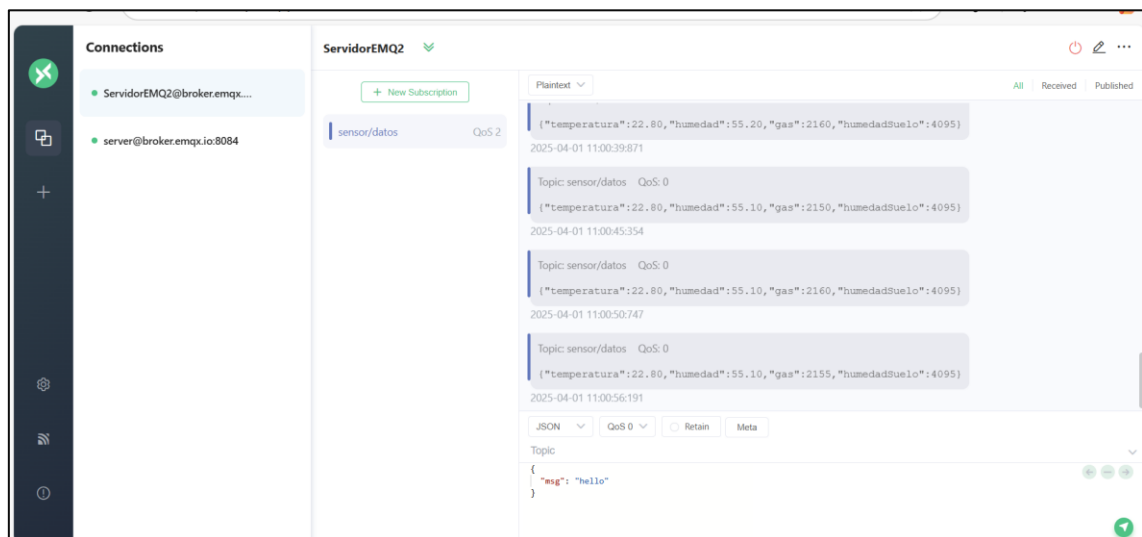 Connections
ServidorEMQ2@broker.emqx....
server@broker.emqx.io:8084
ServidorEMQ2
+ New Subscription
sensor/datos QoS 2
Plaintext
All Received Published
{"temperatura":22.80,"humedad":55.20,"gas":2160,"humedadSuelo":4095}
2025-04-01 11:00:39:871
Topic: sensor/datos QoS: 0
{"temperatura":22.80,"humedad":55.10,"gas":2150,"humedadSuelo":4095}
2025-04-01 11:00:45:354
Topic: sensor/datos QoS: 0
{"temperatura":22.80,"humedad":55.10,"gas":2160,"humedadSuelo":4095}
2025-04-01 11:00:50:747
Topic: sensor/datos QoS: 0
{"temperatura":22.80,"humedad":55.10,"gas":2155,"humedadSuelo":4095}
2025-04-01 11:00:56:191
JSON QoS 0 Retain Meta
Topic
{
"msg": "hello"
}